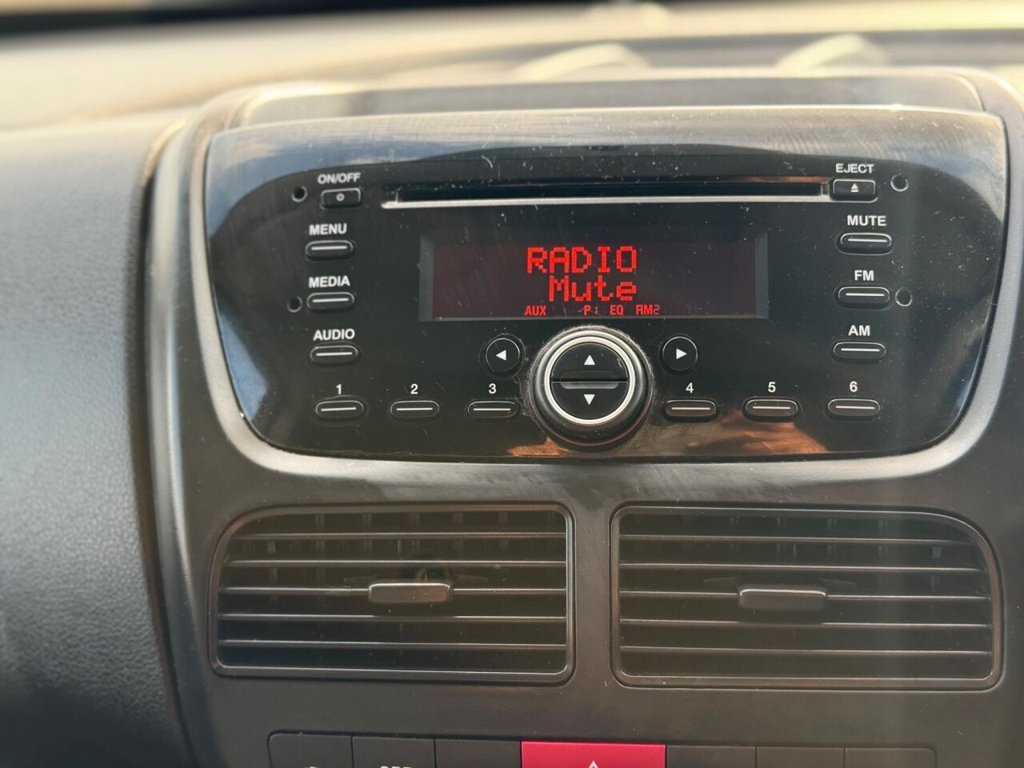 ON/OFF
EJECT
MENU
MUTE
RADIO
Mute
MEDIA
FM
AUX P: EQ AM2
AUDIO
AM
1 2 3 4 5 6